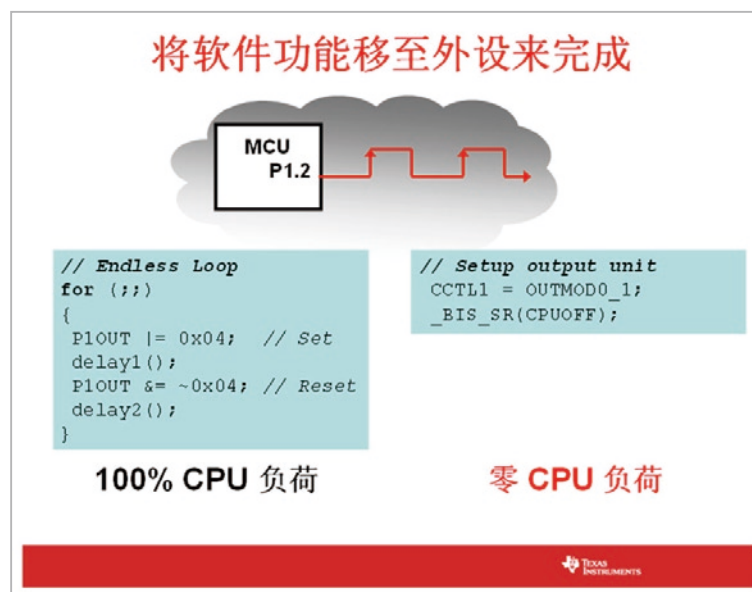 将软件功能移至外设来完成
MCU
P1.2
// Endless Loop
for (;;)
{
P1OUT |= 0x04; // Set
delay1();
P1OUT &= ~0x04; // Reset
delay2();
}
100% CPU 负荷
// Setup output unit
CCTL1 = OUTMOD0_1;
_BIS_SR(CPUOFF);
零 CPU 负荷
TEXAS
INSTRUMENTS